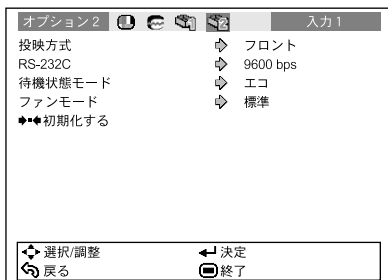 オプション2 入力1
投映方式 フロント
RS-232C 9600 bps
待機状態モード エコ
ファンモード 標準
初期化する
選択/調整 決定
戻る 終了